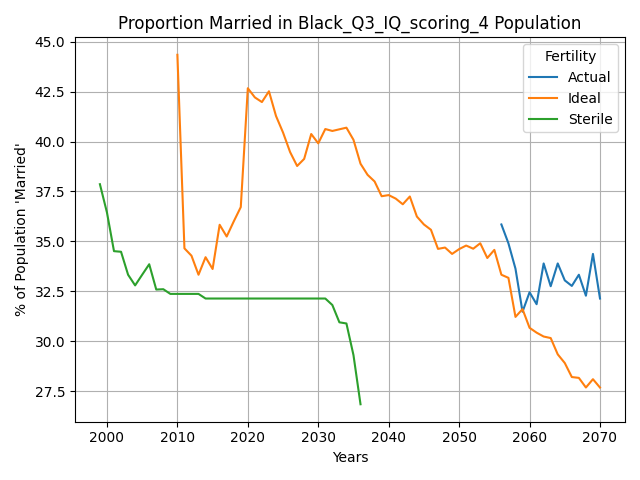 Proportion Married in Black_Q3_IQ_scoring_4 Population
% of Population 'Married'
45.0
42.5
40.0
37.5
35.0
32.5
30.0
27.5
Fertility
Actual
Ideal
Sterile
2000 2010 2020 2030 2040 2050 2060 2070
Years